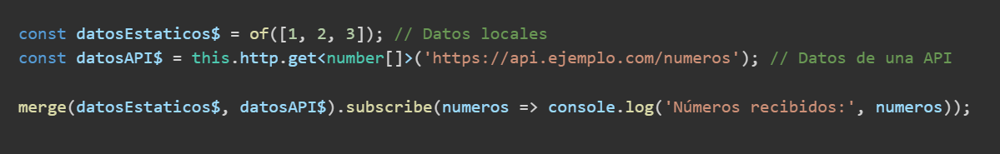 const datosEstaticos$ = of([1, 2, 3]); // Datos locales
const datosAPI$ = this.http.get<number[]>('https://api.ejemplo.com/numeros'); // Datos de una API
merge(datosEstaticos$, datosAPI$).subscribe(numeros => console.log('Números recibidos:', numeros));